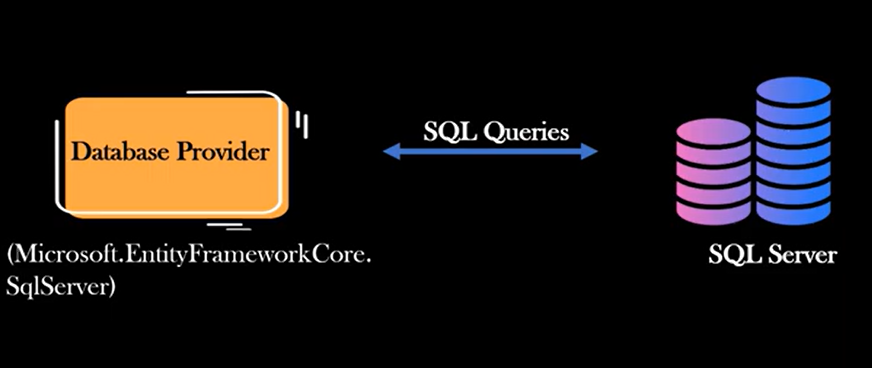 Database Provider
SQL Queries
(Microsoft.EntityFrameworkCore.
SqlServer)
SQL Server